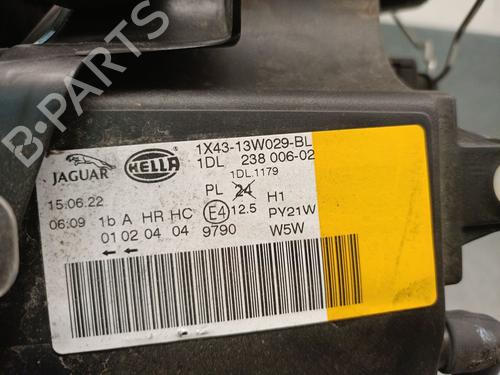 B-PARTS
JAGUAR
HELLA
1X43-13W029-BL
1DL 238 006-02
1DL.1179
PL 24 H1
15.06.22
E4 12.5 PY21W
06:09 1b A HR HC
01 02 04 04 9790 W5W